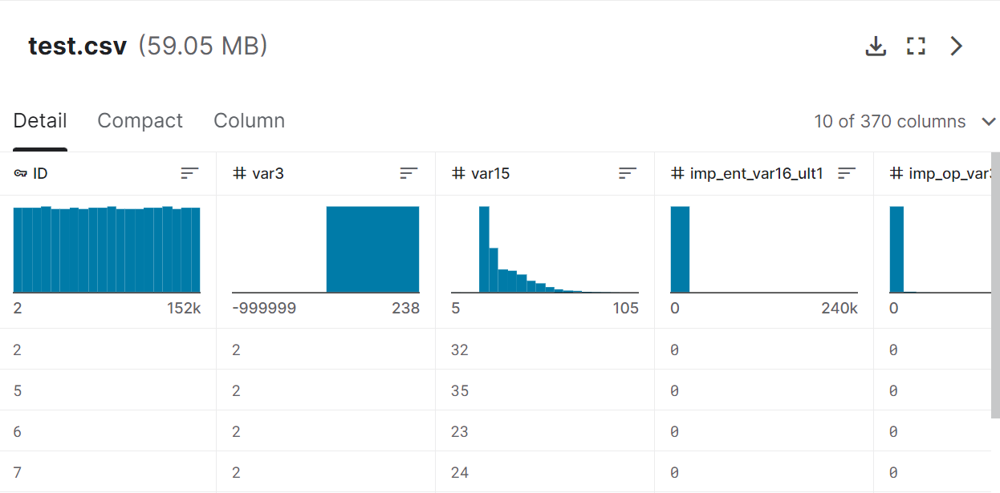 test.csv (59.05 MB)
Detail Compact Column 10 of 370 columns
ID # var3 # var15 # imp_ent_var16_ult1 #
2 152k -999999 238 5 105 0 240k 0
2 2 32 0 0
5 2 35 0 0
6 2 23 0 0
7 2 24 0 0